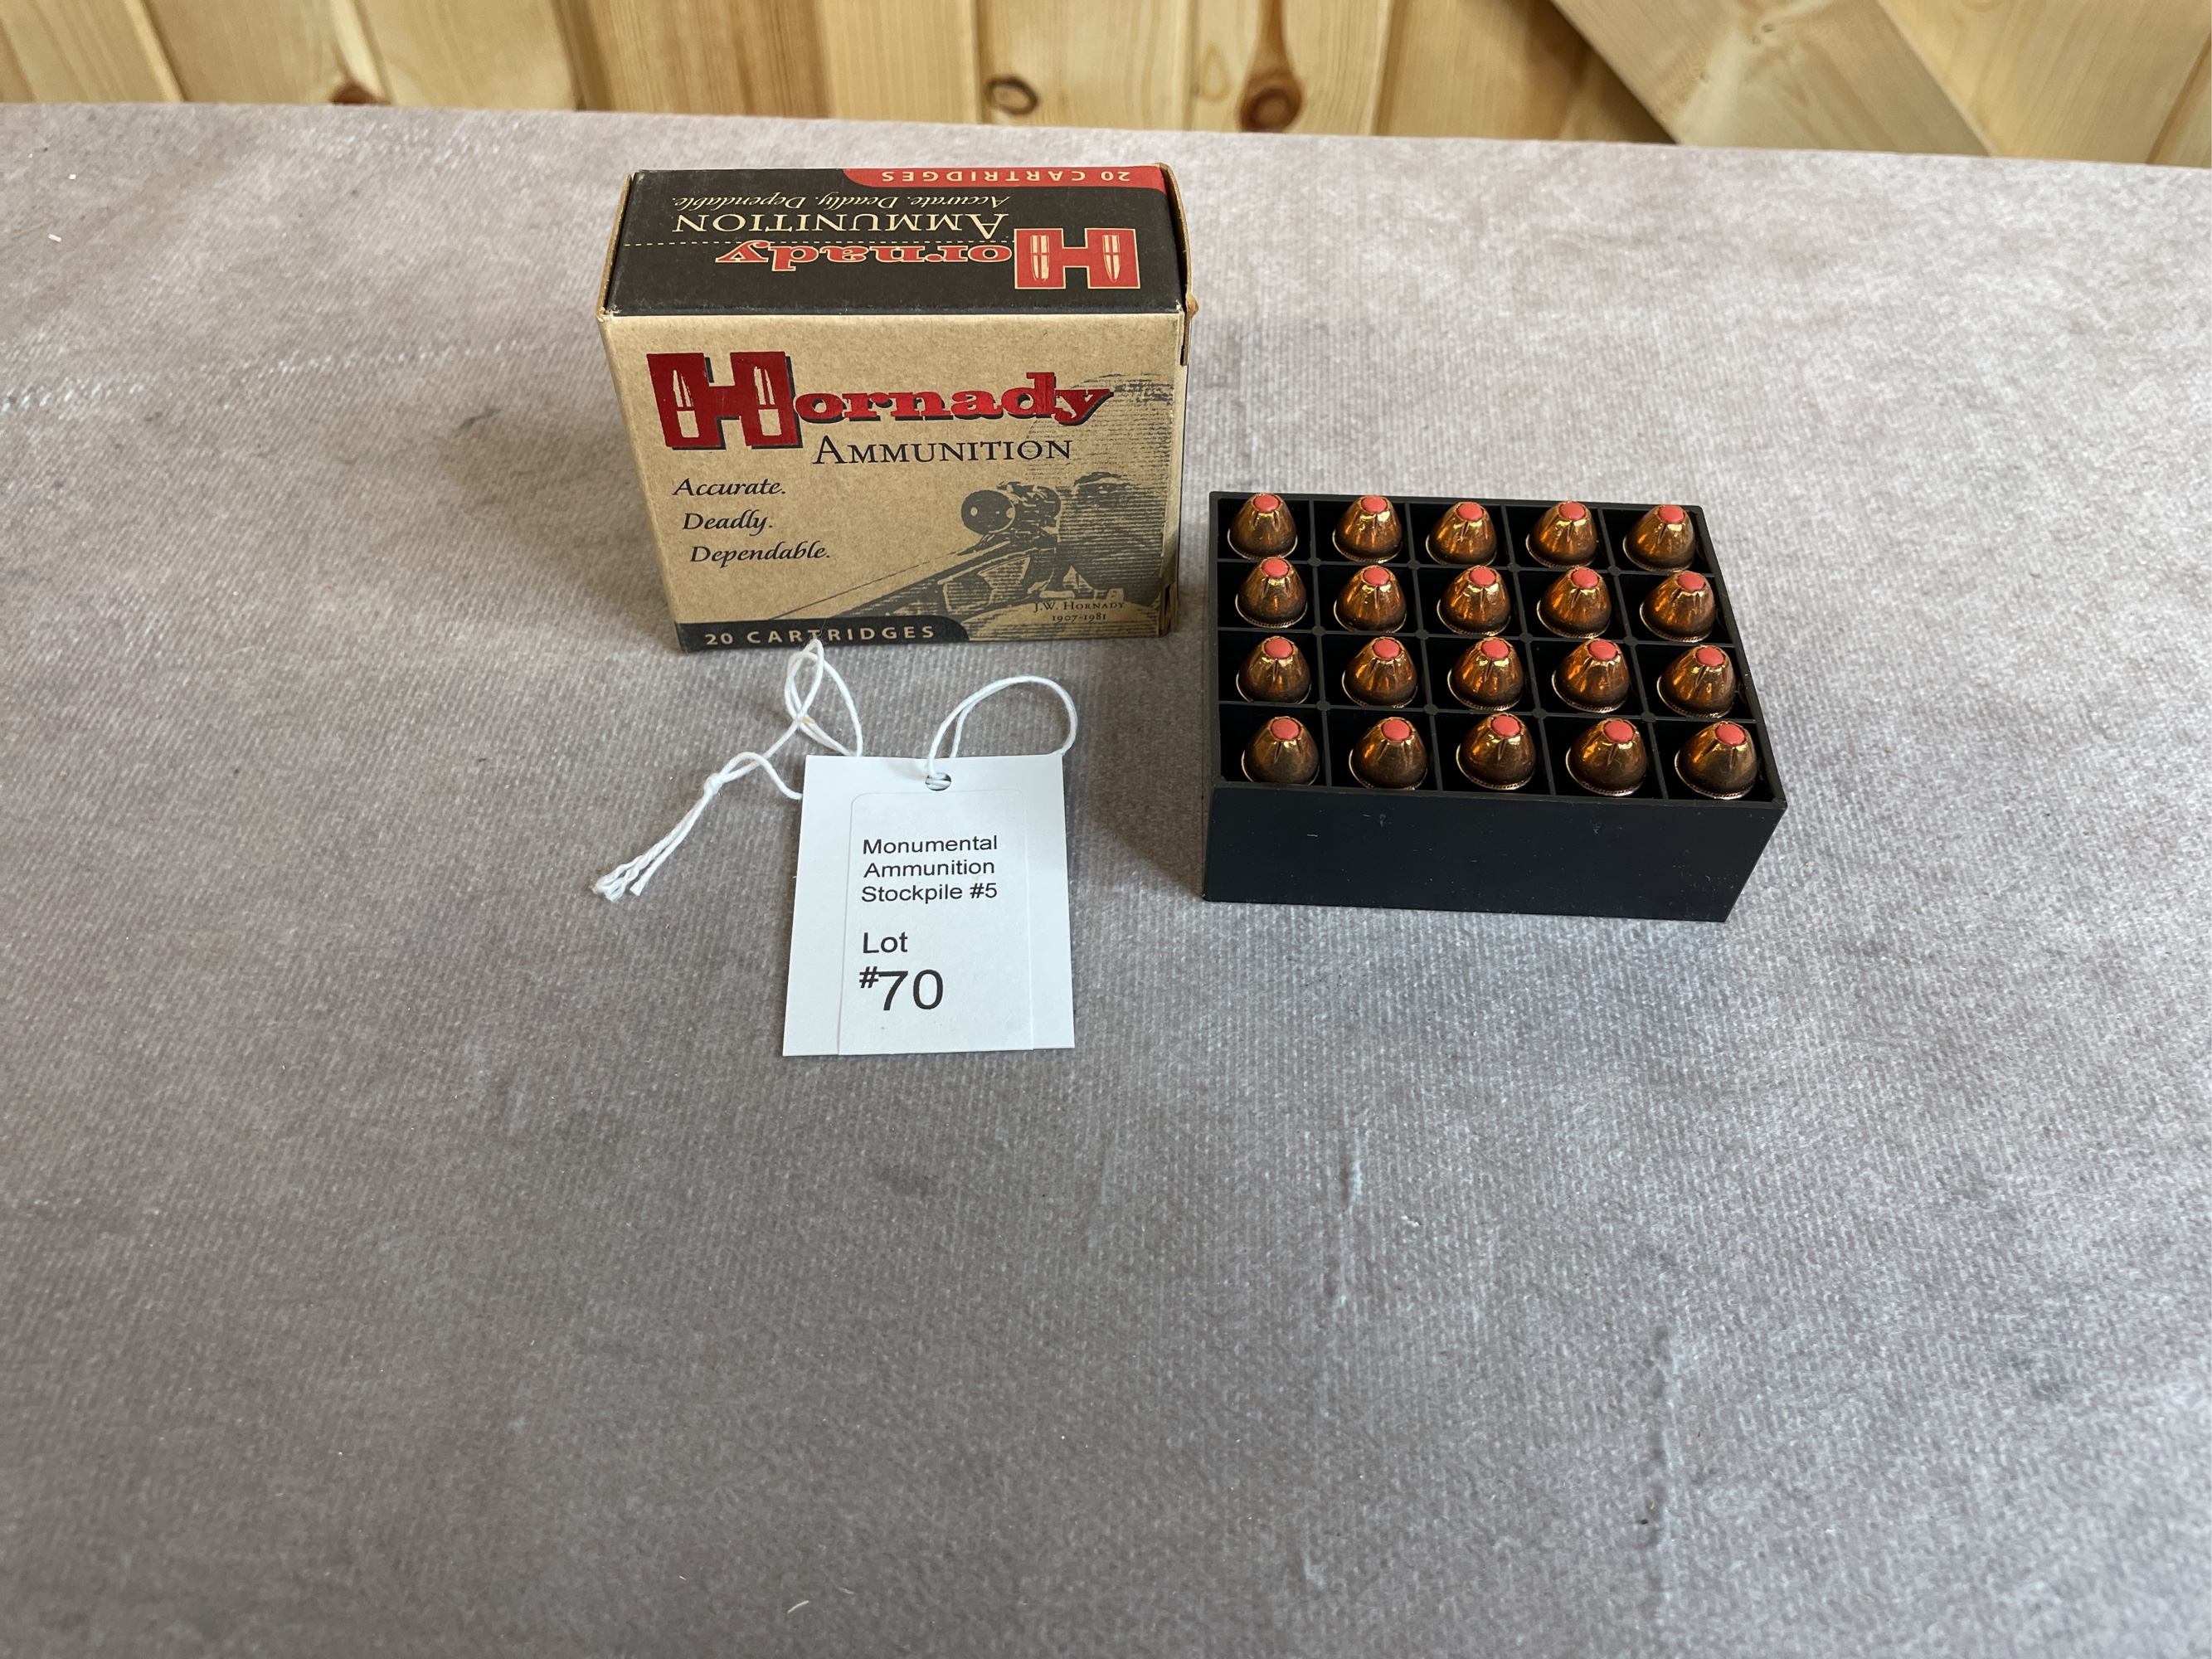 20 CARTRIDGES
Accurate. Deadly. Dependable.
AMMUNITION
Hornady
Hornady
AMMUNITION
Accurate.
Deadly.
Dependable.
J.W. HORNADY
1907-1981
20 CARTRIDGES
Monumental
Ammunition
Stockpile #5
Lot
#70